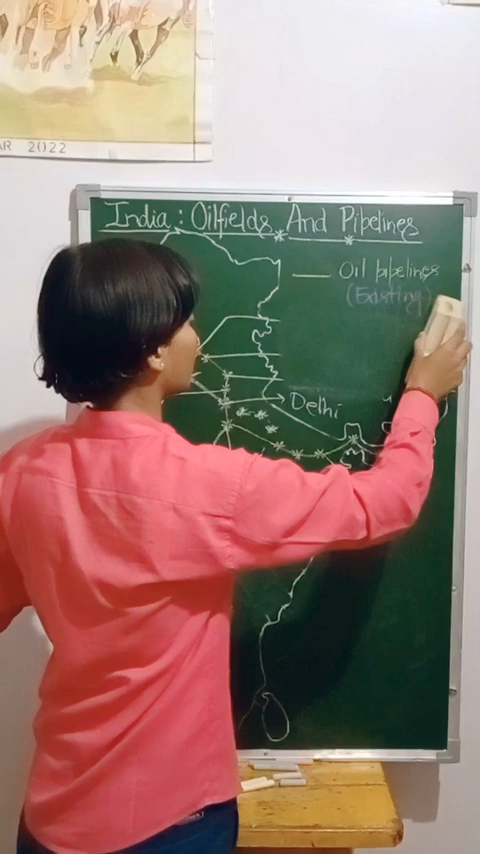 AR 2022
India : Oilfields And Pipelines
Oil pipelines
(Existing)
Delhi